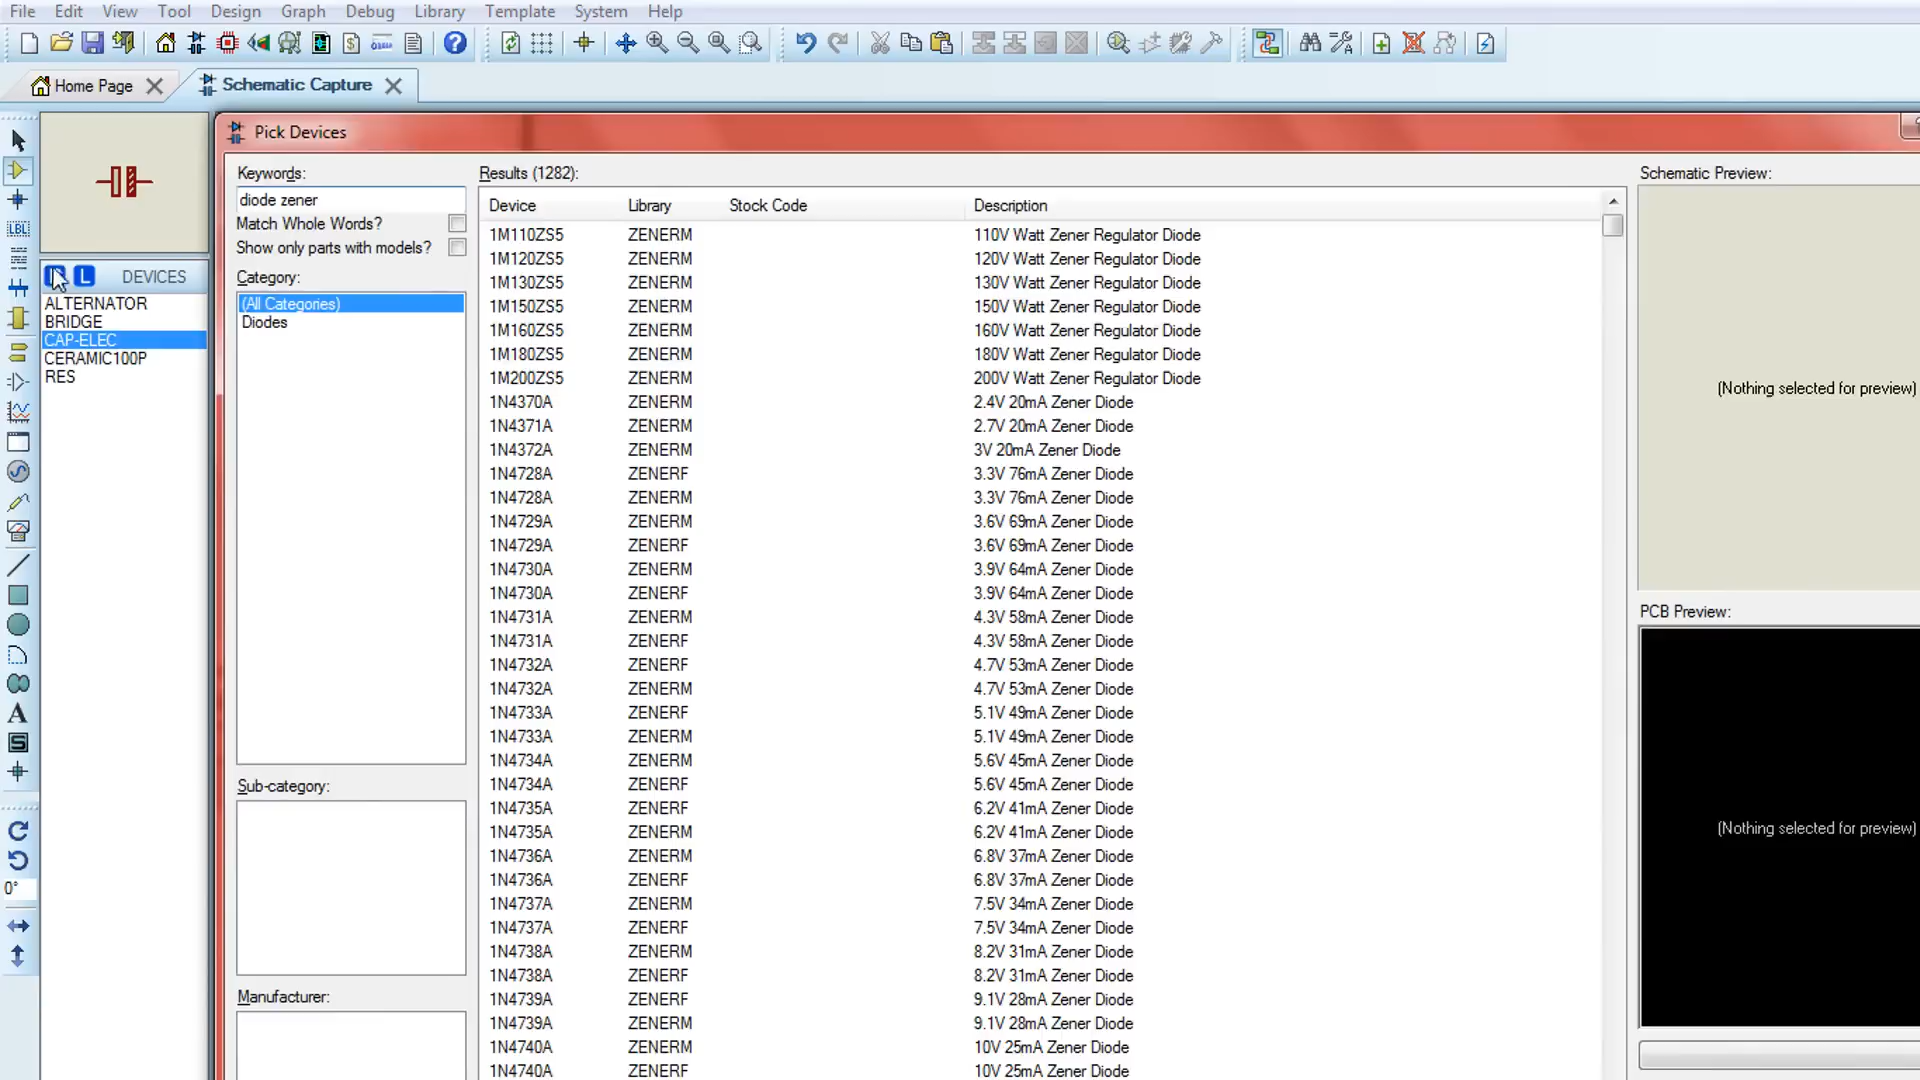 File Edit View Tool Design Graph Debug Library Template System Help
Home Page Schematic Capture
Pick Devices
Keywords: Results (1282): Schematic Preview:
diode zener
Device Library Stock Code Description
Match Whole Words?
Show only parts with models?
Category:
(All Categories)
Diodes
L DEVICES
ALTERNATOR
BRIDGE
CAP-ELEC
CERAMIC100P
RES
LBL
A
S
0°
1M110ZS5 ZENERM 110V Watt Zener Regulator Diode
1M120ZS5 ZENERM 120V Watt Zener Regulator Diode
1M130ZS5 ZENERM 130V Watt Zener Regulator Diode
1M150ZS5 ZENERM 150V Watt Zener Regulator Diode
1M160ZS5 ZENERM 160V Watt Zener Regulator Diode
1M180ZS5 ZENERM 180V Watt Zener Regulator Diode
1M200ZS5 ZENERM 200V Watt Zener Regulator Diode
1N4370A ZENERM 2.4V 20mA Zener Diode
1N4371A ZENERM 2.7V 20mA Zener Diode
1N4372A ZENERM 3V 20mA Zener Diode
1N4728A ZENERF 3.3V 76mA Zener Diode
1N4728A ZENERM 3.3V 76mA Zener Diode
1N4729A ZENERM 3.6V 69mA Zener Diode
1N4729A ZENERF 3.6V 69mA Zener Diode
1N4730A ZENERM 3.9V 64mA Zener Diode
1N4730A ZENERF 3.9V 64mA Zener Diode
1N4731A ZENERM 4.3V 58mA Zener Diode
1N4731A ZENERF 4.3V 58mA Zener Diode
1N4732A ZENERF 4.7V 53mA Zener Diode
1N4732A ZENERM 4.7V 53mA Zener Diode
1N4733A ZENERF 5.1V 49mA Zener Diode
1N4733A ZENERM 5.1V 49mA Zener Diode
1N4734A ZENERM 5.6V 45mA Zener Diode
1N4734A ZENERF 5.6V 45mA Zener Diode
1N4735A ZENERF 6.2V 41mA Zener Diode
1N4735A ZENERM 6.2V 41mA Zener Diode
1N4736A ZENERM 6.8V 37mA Zener Diode
1N4736A ZENERF 6.8V 37mA Zener Diode
1N4737A ZENERM 7.5V 34mA Zener Diode
1N4737A ZENERF 7.5V 34mA Zener Diode
1N4738A ZENERM 8.2V 31mA Zener Diode
1N4738A ZENERF 8.2V 31mA Zener Diode
1N4739A ZENERF 9.1V 28mA Zener Diode
1N4739A ZENERM 9.1V 28mA Zener Diode
1N4740A ZENERM 10V 25mA Zener Diode
1N4740A ZENERF 10V 25mA Zener Diode
Sub-category:
Manufacturer:
(Nothing selected for preview)
PCB Preview:
(Nothing selected for preview)